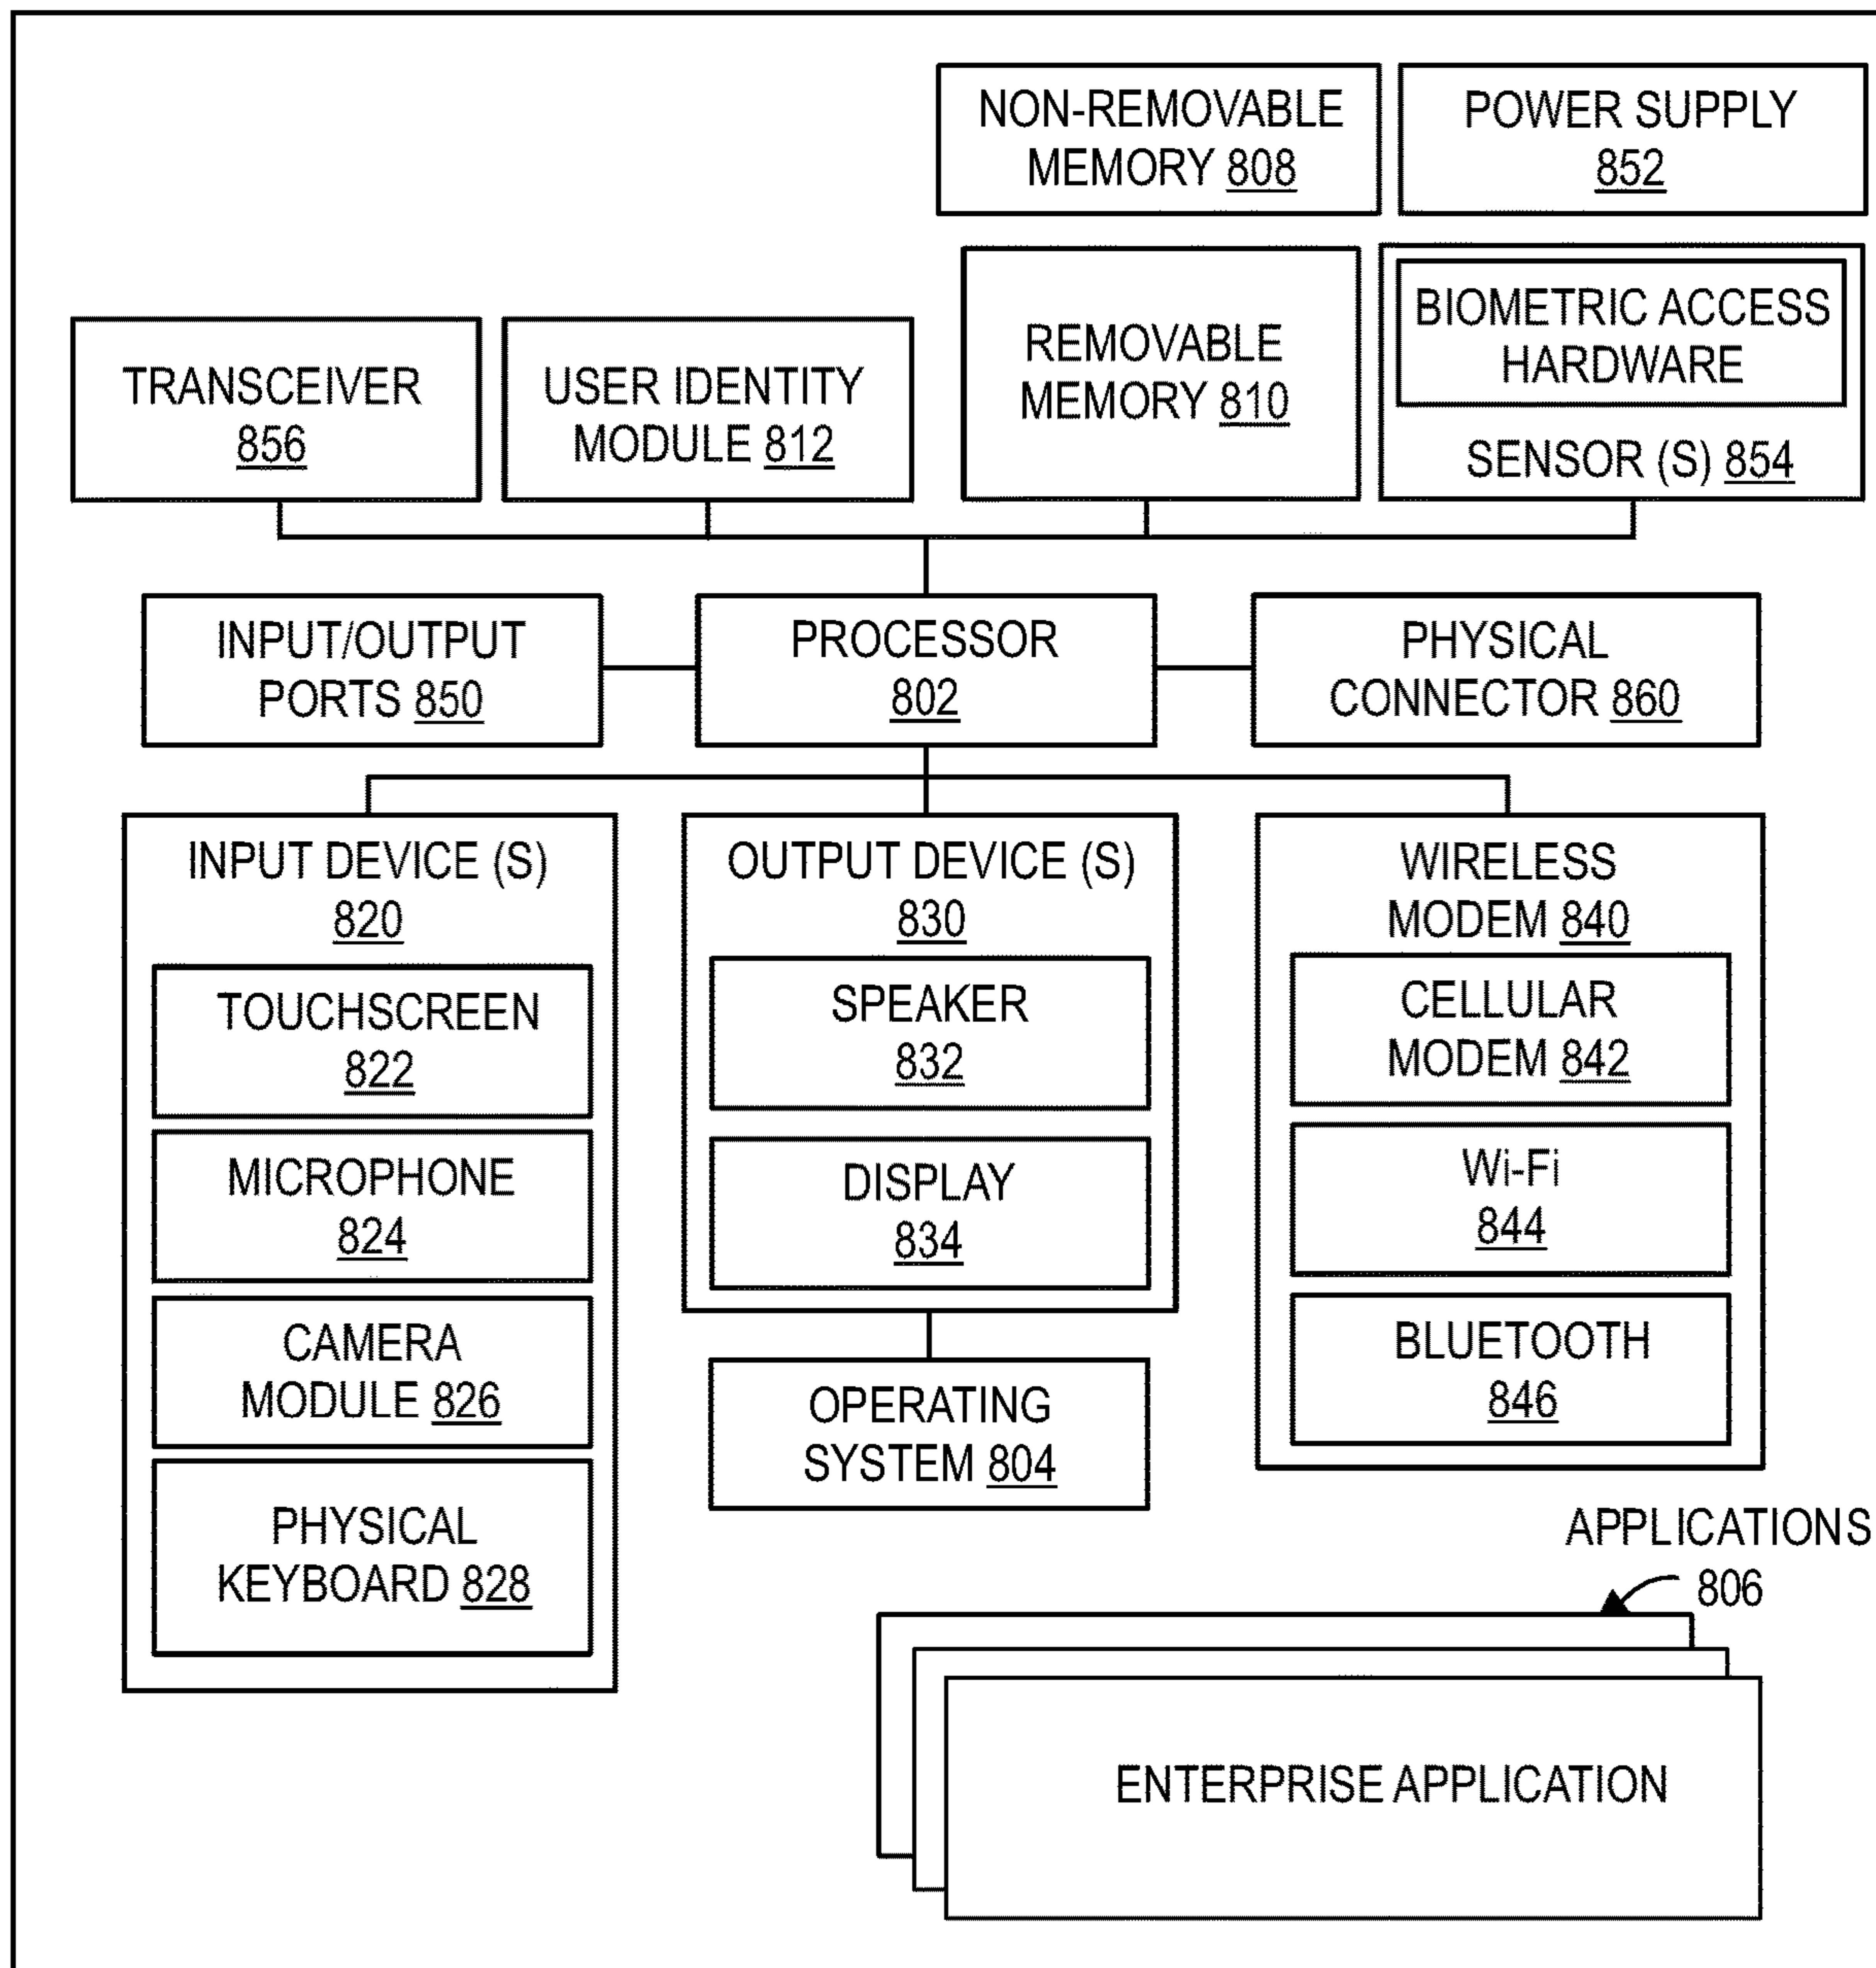 NON-REMOVABLE
MEMORY 808
POWER SUPPLY
852
TRANSCEIVER
856
USER IDENTITY
MODULE 812
REMOVABLE
MEMORY 810
BIOMETRIC ACCESS
HARDWARE
SENSOR (S) 854
INPUT/OUTPUT
PORTS 850
PROCESSOR
802
PHYSICAL
CONNECTOR 860
INPUT DEVICE (S)
820
TOUCHSCREEN
822
MICROPHONE
824
CAMERA
MODULE 826
PHYSICAL
KEYBOARD 828
OUTPUT DEVICE (S)
830
SPEAKER
832
DISPLAY
834
OPERATING
SYSTEM 804
WIRELESS
MODEM 840
CELLULAR
MODEM 842
Wi-Fi
844
BLUETOOTH
846
APPLICATIONS
806
ENTERPRISE APPLICATION